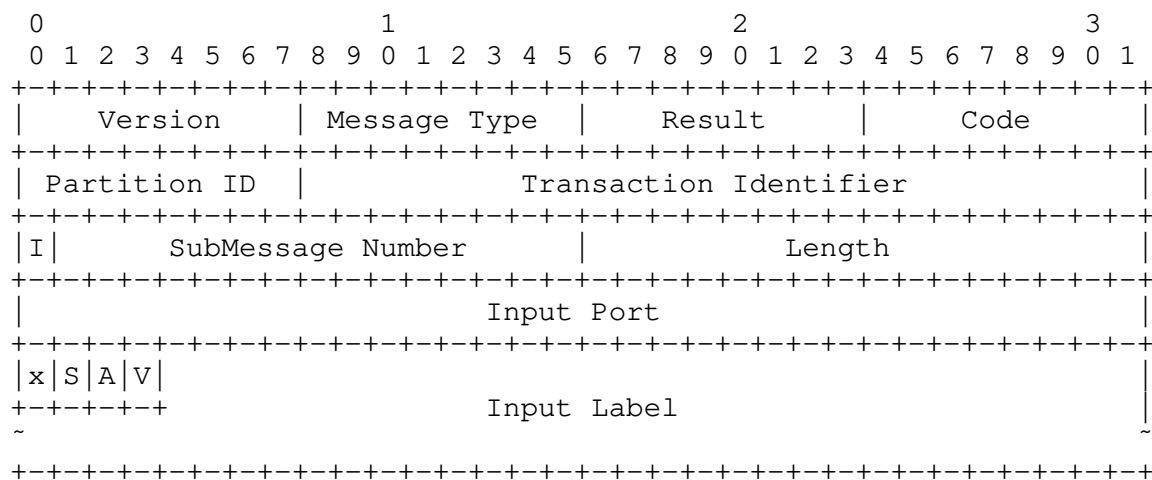 0                   1                   2                   3
 0 1 2 3 4 5 6 7 8 9 0 1 2 3 4 5 6 7 8 9 0 1 2 3 4 5 6 7 8 9 0 1
+-+-+-+-+-+-+-+-+-+-+-+-+-+-+-+-+-+-+-+-+-+-+-+-+-+-+-+-+-+-+-+-+
|    Version    | Message Type  |    Result     |     Code      |
+-+-+-+-+-+-+-+-+-+-+-+-+-+-+-+-+-+-+-+-+-+-+-+-+-+-+-+-+-+-+-+-+
| Partition ID  |            Transaction Identifier             |
+-+-+-+-+-+-+-+-+-+-+-+-+-+-+-+-+-+-+-+-+-+-+-+-+-+-+-+-+-+-+-+-+
|I|      SubMessage Number      |           Length              |
+-+-+-+-+-+-+-+-+-+-+-+-+-+-+-+-+-+-+-+-+-+-+-+-+-+-+-+-+-+-+-+-+
|                          Input Port                           |
+-+-+-+-+-+-+-+-+-+-+-+-+-+-+-+-+-+-+-+-+-+-+-+-+-+-+-+-+-+-+-+-+
|x|S|A|V|                                                       |
+-+-+-+-+                  Input Label                          |
~                                                               ~
+-+-+-+-+-+-+-+-+-+-+-+-+-+-+-+-+-+-+-+-+-+-+-+-+-+-+-+-+-+-+-+-+